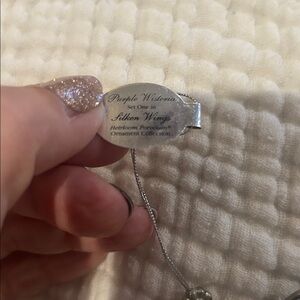 Purple Wisteria
Set One in
Silken Wings
Heirloom Porcelain®
Ornament Collection